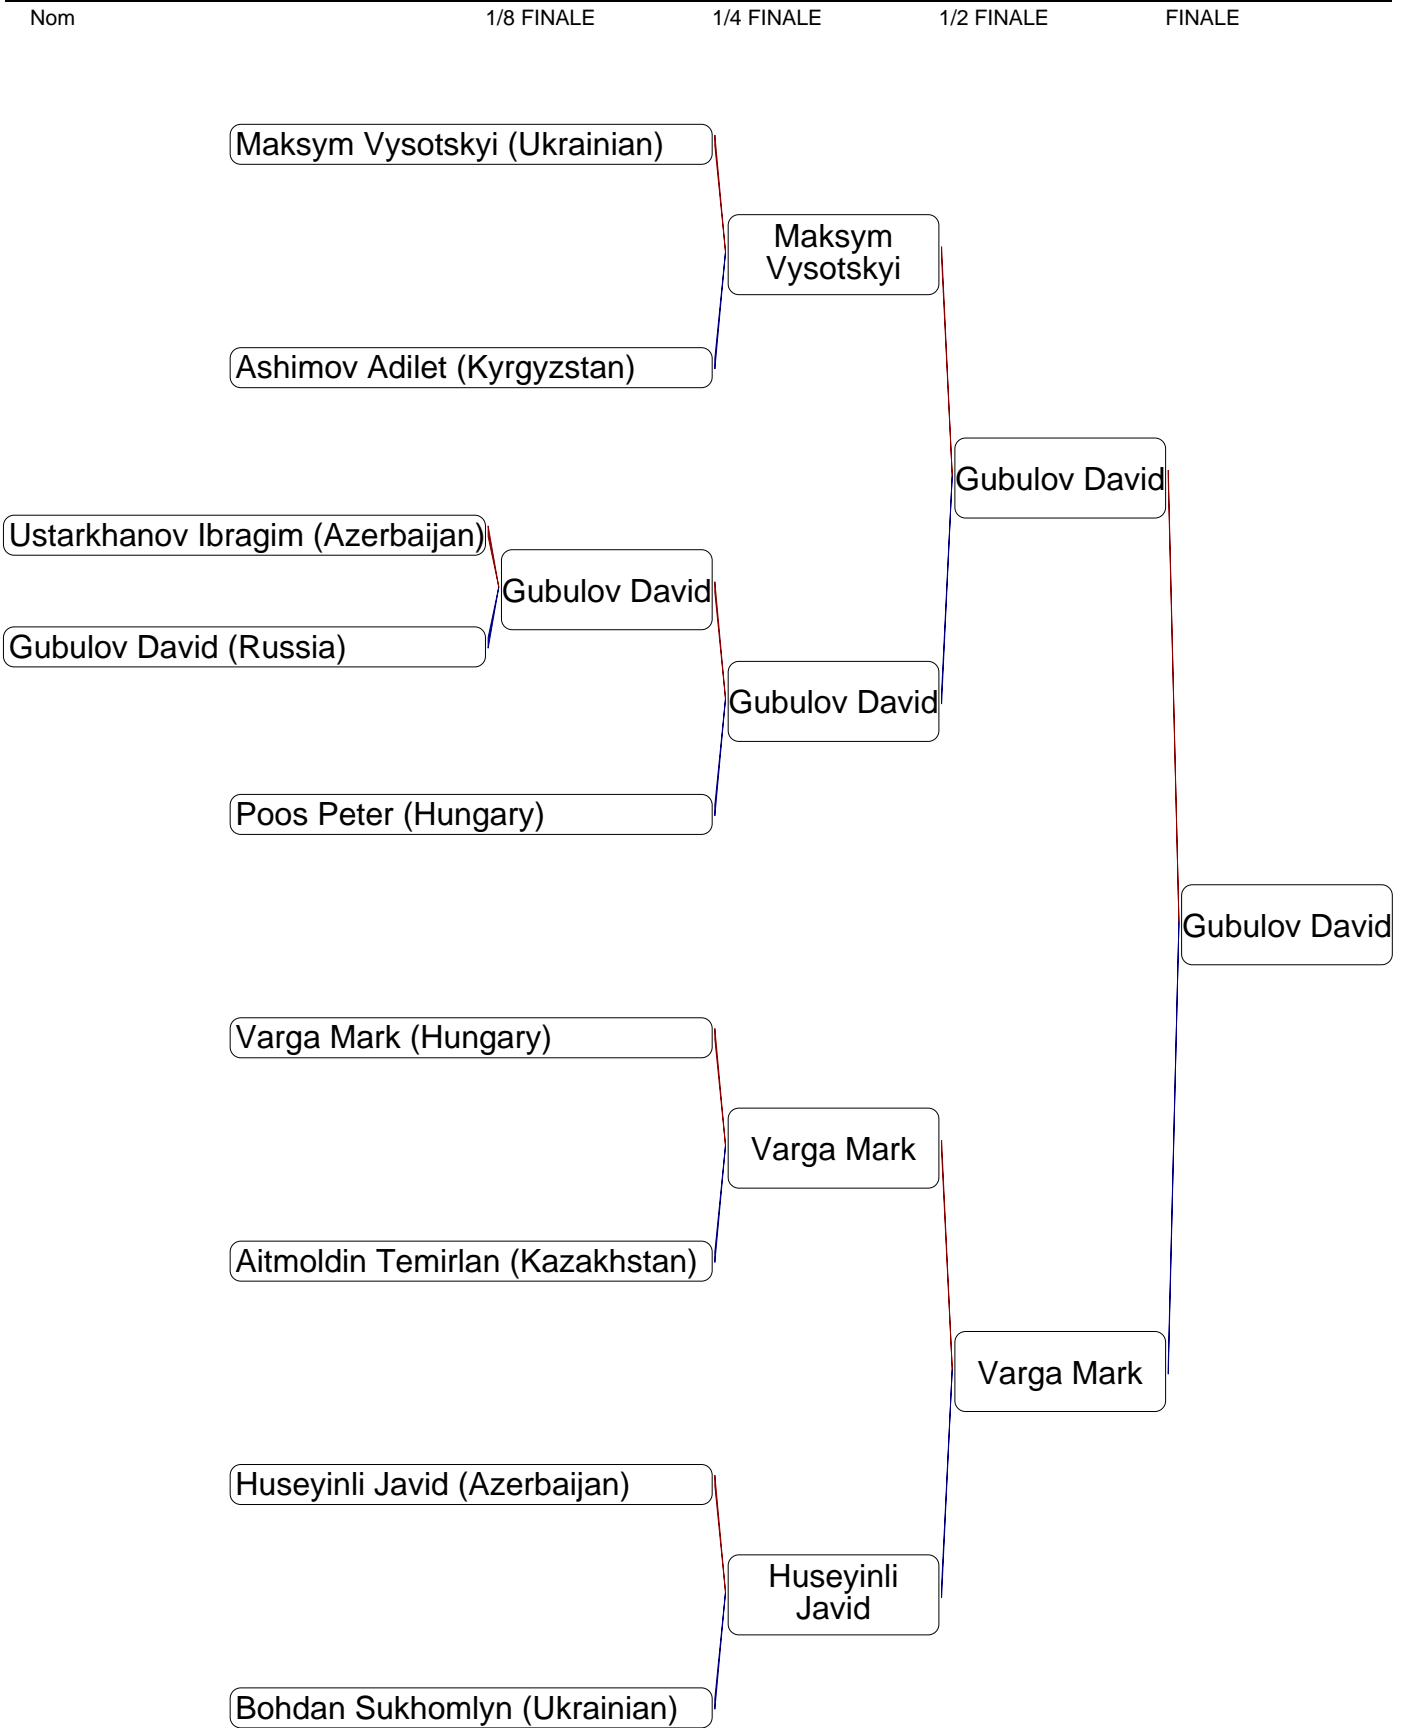 Nom 1/8 FINALE 1/4 FINALE 1/2 FINALE FINALE
Maksym Vysotskyi (Ukrainian)
Maksym
Vysotskyi
Ashimov Adilet (Kyrgyzstan)
Gubulov David
Ustarkhanov Ibragim (Azerbaijan)
Gubulov David
Gubulov David (Russia)
Gubulov David
Poos Peter (Hungary)
Gubulov David
Varga Mark (Hungary)
Varga Mark
Aitmoldin Temirlan (Kazakhstan)
Varga Mark
Huseyinli Javid (Azerbaijan)
Huseyinli
Javid
Bohdan Sukhomlyn (Ukrainian)